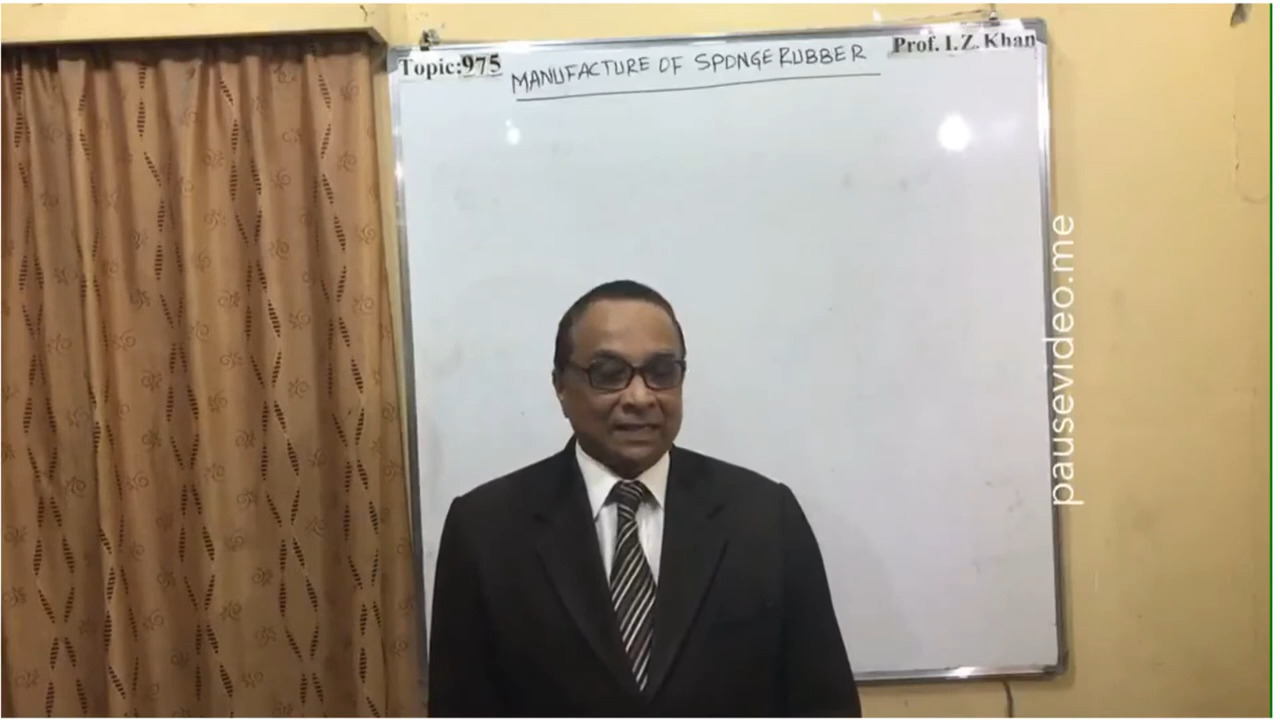 Topic:975
MANUFACTURE OF SPONGE RUBBER
Prof. I. Z. Khan
pausevideo.me